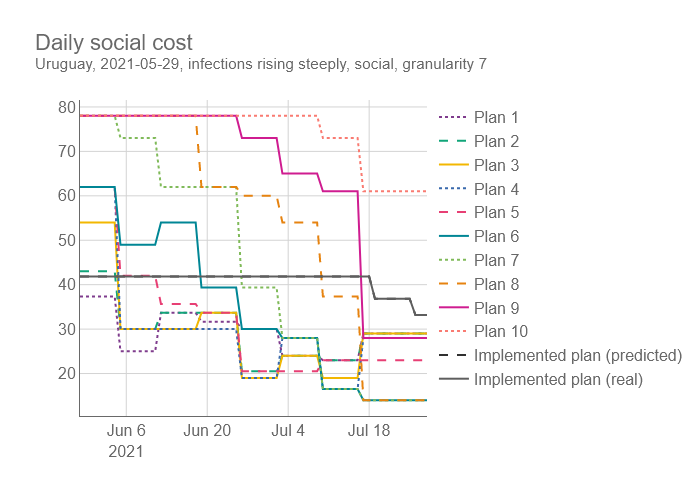 Daily social cost
Uruguay, 2021-05-29, infections rising steeply, social, granularity 7
80
70
60
50
40
30
20
Jun 6
2021
Jun 20
Jul 4
Jul 18
Plan 1
Plan 2
Plan 3
Plan 4
Plan 5
Plan 6
Plan 7
Plan 8
Plan 9
Plan 10
Implemented plan (predicted)
Implemented plan (real)